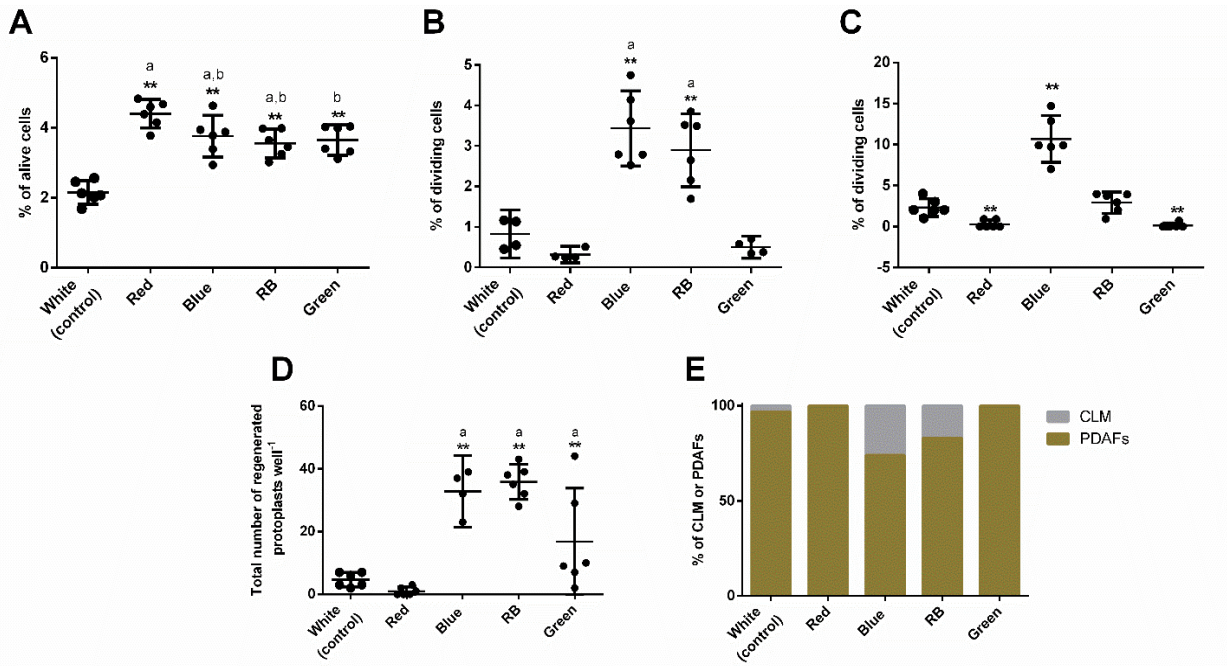 A
% of alive cells
6
4
2
0
a
**
a,b
**
a,b
**
b
**
White
(control)
Red
Blue
RB
Green
B
% of dividing cells
5
4
3
2
1
0
a
**
a
**
White
(control)
Red
Blue
RB
Green
C
% of dividing cells
20
15
10
5
0
-5
**
**
**
White
(control)
Red
Blue
RB
Green
D
Total number of regenerated
protoplasts well⁻¹
60
40
20
0
a
**
a
**
a
**
White
(control)
Red
Blue
RB
Green
E
% of CLM or PDAFs
100
50
0
White
(control)
Red
Blue
RB
Green
CLM
PDAFs